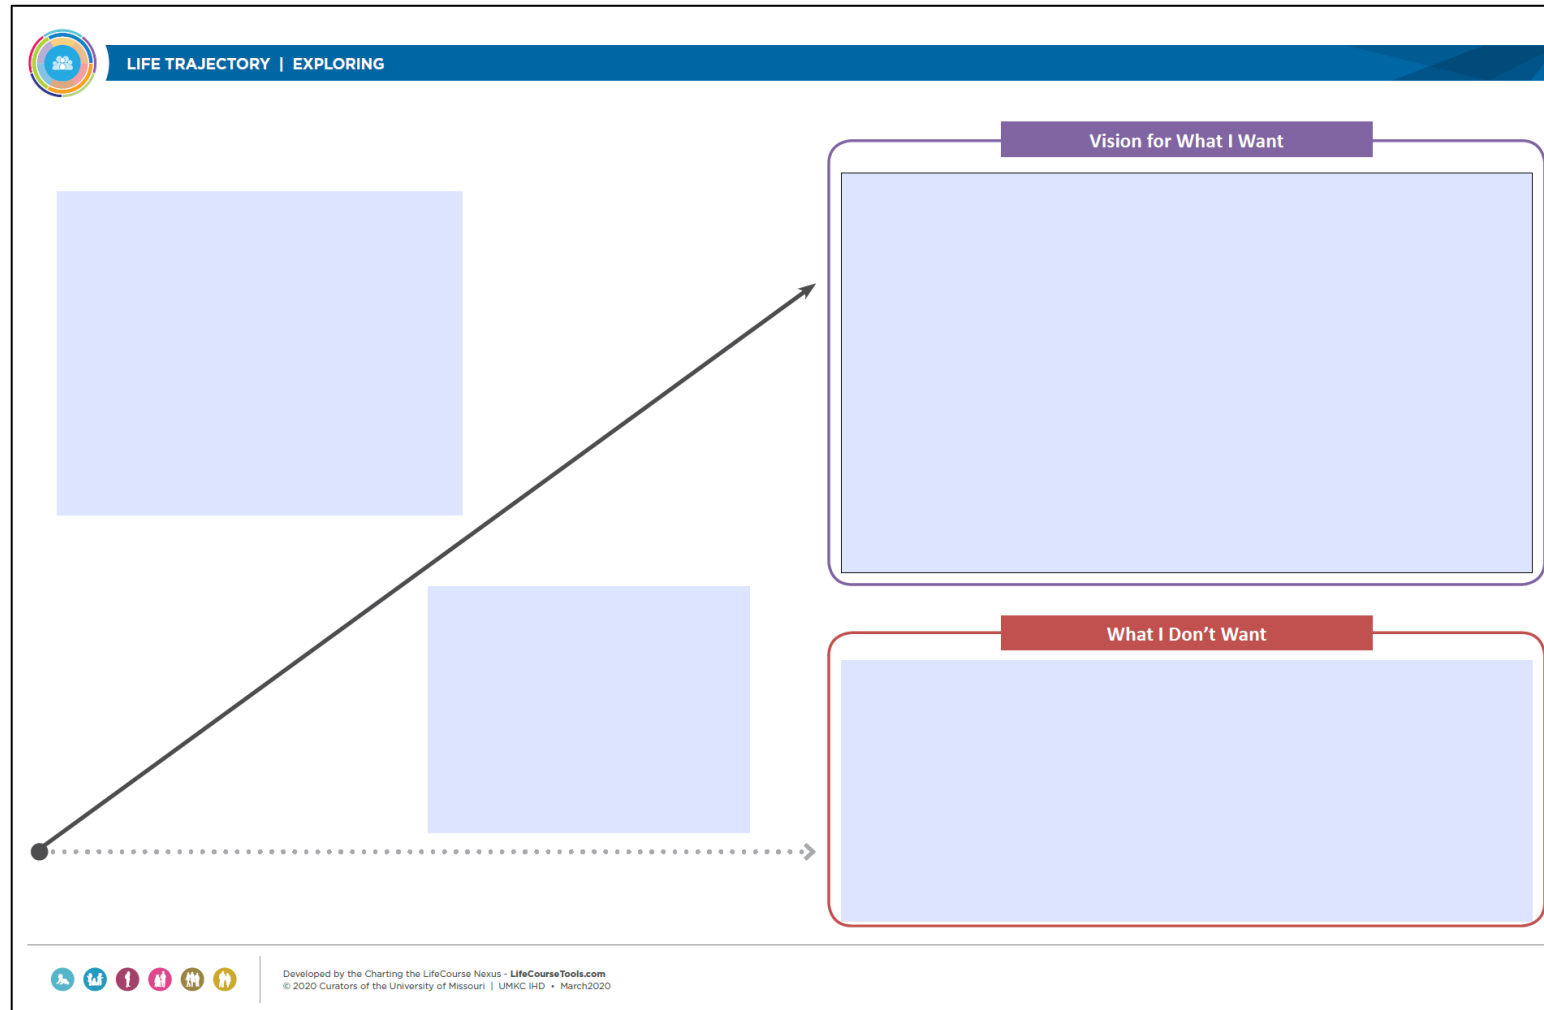 LIFE TRAJECTORY | EXPLORING
Vision for What I Want
What I Don’t Want
Developed by the Charting the LifeCourse Nexus - LifeCourseTools.com
© 2020 Curators of the University of Missouri | UMKC IHD • March2020